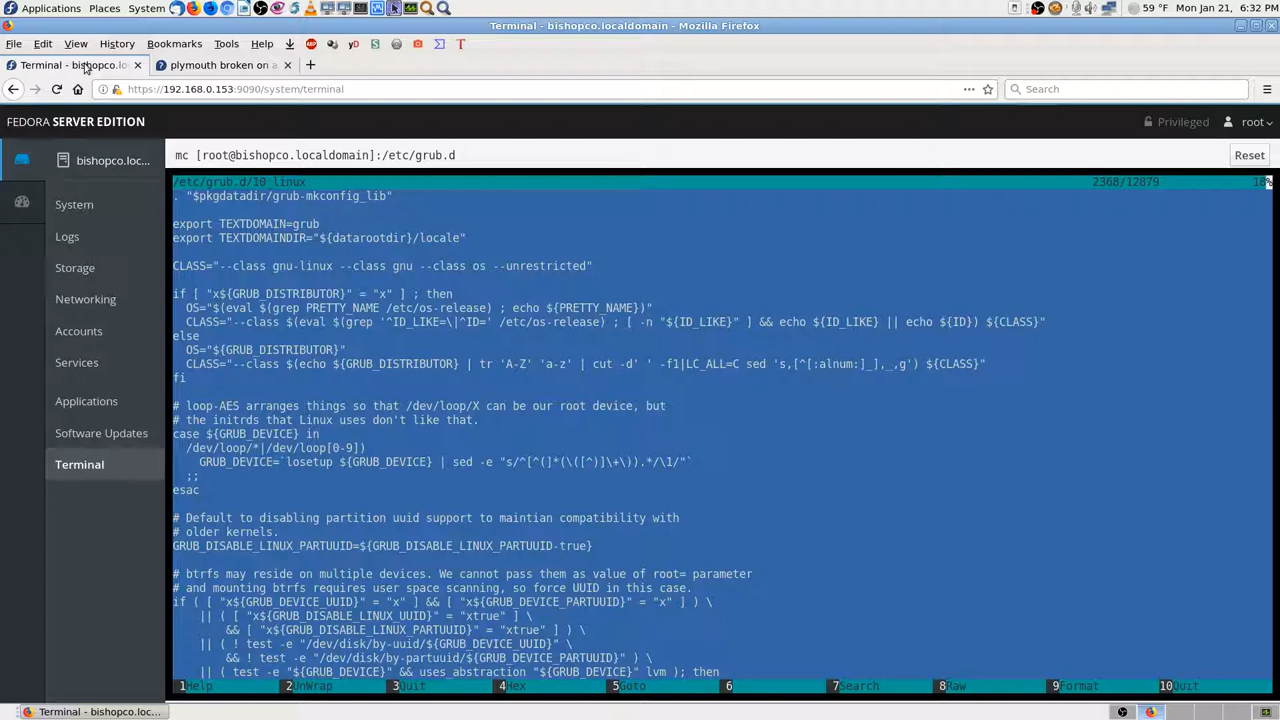 Applications Places System 59 °F Mon Jan 21, 6:32 PM
Terminal - bishopco.localdomain - Mozilla Firefox
File Edit View History Bookmarks Tools Help
Terminal - bishopco.lo
plymouth broken on a
https://192.168.0.153:9090/system/terminal
Search
FEDORA SERVER EDITION
Privileged
root
bishopco.loc...
mc [root@bishopco.localdomain]:/etc/grub.d
Reset
System
Logs
Storage
Networking
Accounts
Services
Applications
Software Updates
Terminal
/etc/grub.d/10_linux 2368/12879 18%
. "$pkgdatadir/grub-mkconfig_lib"
export TEXTDOMAIN=grub
export TEXTDOMAINDIR="${datarootdir}/locale"
CLASS="--class gnu-linux --class gnu --class os --unrestricted"
if [ "x${GRUB_DISTRIBUTOR}" = "x" ] ; then
OS="$(eval $(grep PRETTY_NAME /etc/os-release) ; echo ${PRETTY_NAME})"
CLASS="--class $(eval $(grep '^ID_LIKE=\|^ID=' /etc/os-release) ; [ -n "${ID_LIKE}" ] && echo ${ID_LIKE} || echo ${ID}) ${CLASS}"
else
OS="${GRUB_DISTRIBUTOR}"
CLASS="--class $(echo ${GRUB_DISTRIBUTOR} | tr 'A-Z' 'a-z' | cut -d' ' -f1|LC_ALL=C sed 's,[^[:alnum:]_],_,g') ${CLASS}"
fi
# loop-AES arranges things so that /dev/loop/X can be our root device, but
# the initrds that Linux uses don't like that.
case ${GRUB_DEVICE} in
/dev/loop/*|/dev/loop[0-9])
GRUB_DEVICE=`losetup ${GRUB_DEVICE} | sed -e "s/^[^(]*(\([^)]\+\)).*/\1/"`
;;
esac
# Default to disabling partition uuid support to maintian compatibility with
# older kernels.
GRUB_DISABLE_LINUX_PARTUUID=${GRUB_DISABLE_LINUX_PARTUUID-true}
# btrfs may reside on multiple devices. We cannot pass them as value of root= parameter
# and mounting btrfs requires user space scanning, so force UUID in this case.
if ( [ "x${GRUB_DEVICE_UUID}" = "x" ] && [ "x${GRUB_DEVICE_PARTUUID}" = "x" ] ) \
|| ( [ "x${GRUB_DISABLE_LINUX_UUID}" = "xtrue" ] \
&& [ "x${GRUB_DISABLE_LINUX_PARTUUID}" = "xtrue" ] ) \
|| ( ! test -e "/dev/disk/by-uuid/${GRUB_DEVICE_UUID}" \
&& ! test -e "/dev/disk/by-partuuid/${GRUB_DEVICE_PARTUUID}" ) \
|| ( test -e "${GRUB_DEVICE}" && uses_abstraction "${GRUB_DEVICE}" lvm ); then
1Help 2UnWrap 3Quit 4Hex 5Goto 6 7Search 8Raw 9Format 10Quit
Terminal - bishopco.loc...